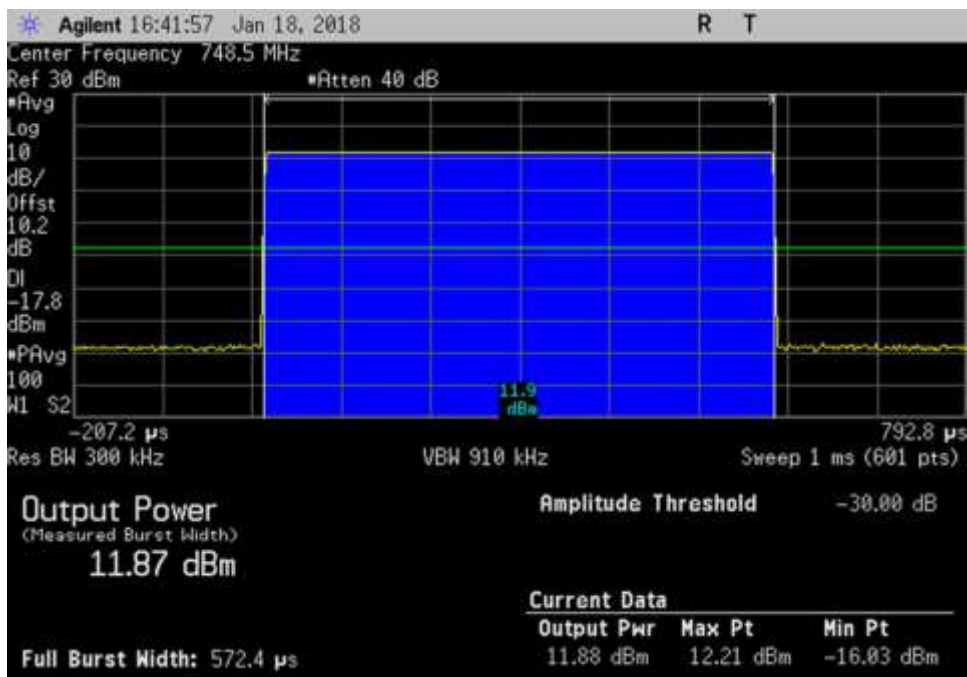 Agilent 16:41:57 Jan 18, 2018 R T
Center Frequency 748.5 MHz
Ref 30 dBm #Atten 40 dB
#Avg
Log
10
dB/
Offst
10.2
dB
DI
-17.8
dBm
#PAvg
100
W1 S2
11.9
dBm
-207.2 µs 792.8 µs
Res BW 300 kHz VBW 910 kHz Sweep 1 ms (601 pts)
Output Power Amplitude Threshold -30.00 dB
(Measured Burst Width)
11.87 dBm
Current Data
Output Pwr Max Pt Min Pt
Full Burst Width: 572.4 µs 11.88 dBm 12.21 dBm -16.03 dBm